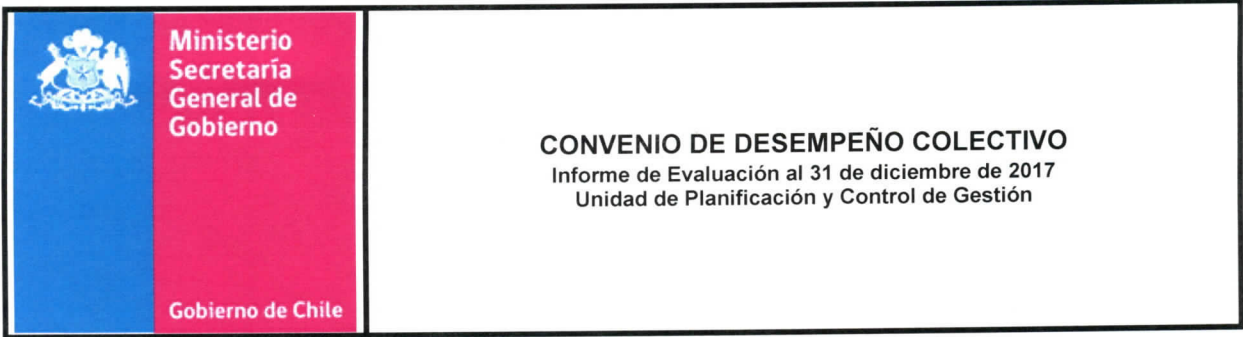 Ministerio
Secretaría
General de
Gobierno
Gobierno de Chile
CONVENIO DE DESEMPEÑO COLECTIVO
Informe de Evaluación al 31 de diciembre de 2017
Unidad de Planificación y Control de Gestión